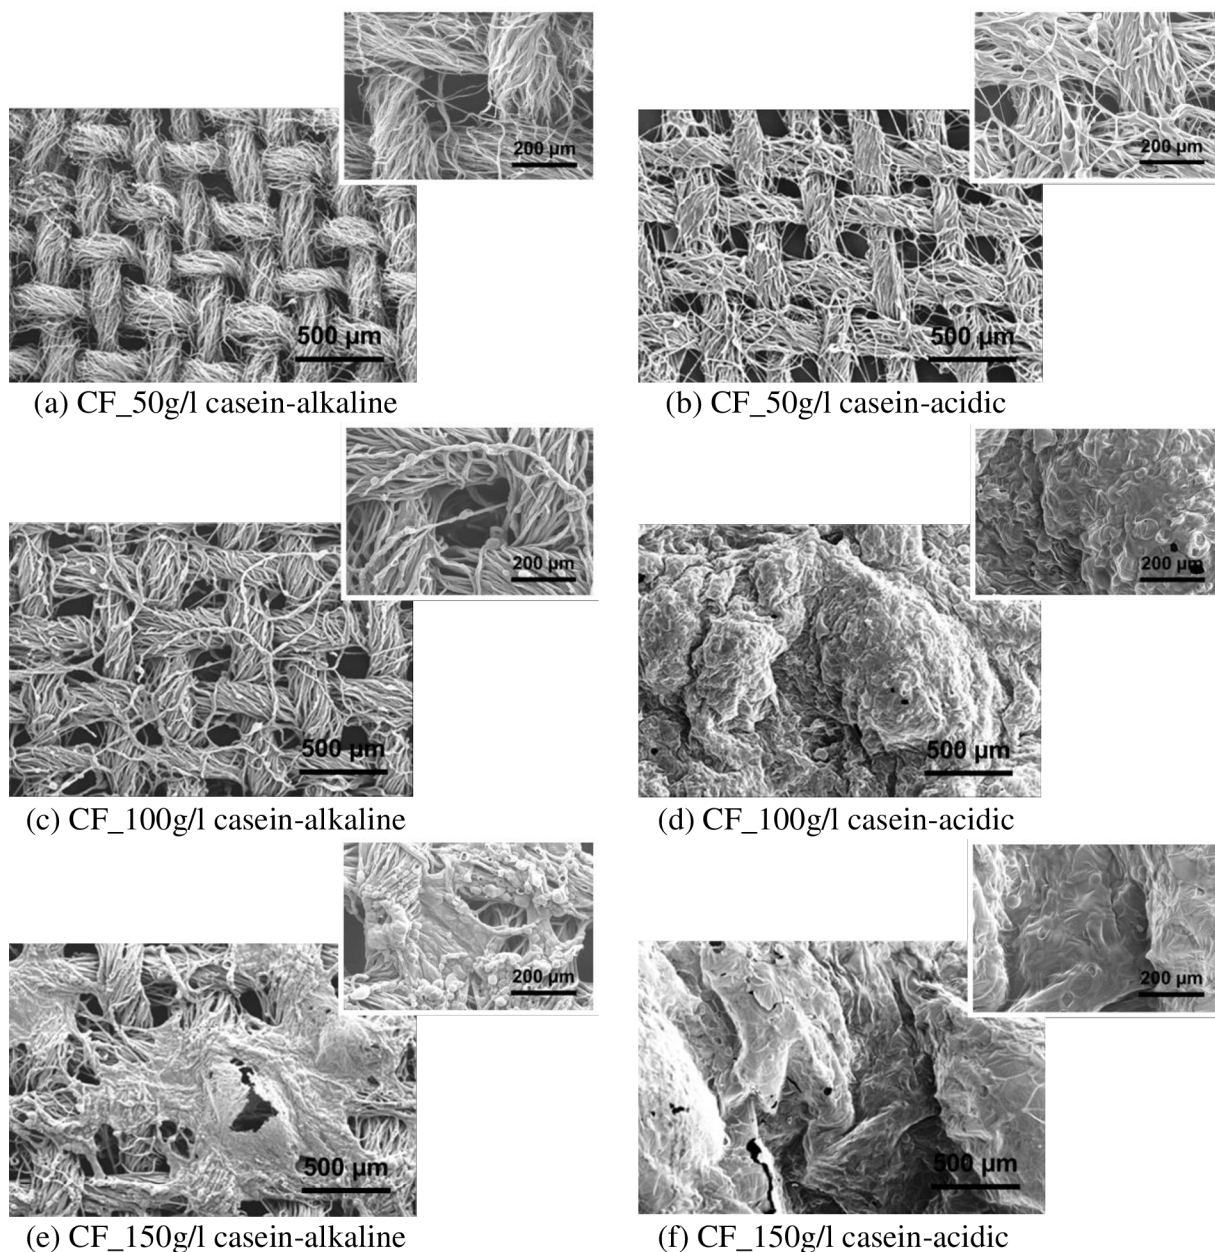 200 µm
200 µm
500 µm
500 µm
(a) CF_50g/l casein-alkaline
(b) CF_50g/l casein-acidic
200 µm
200 µm
500 µm
500 µm
(c) CF_100g/l casein-alkaline
(d) CF_100g/l casein-acidic
200 µm
200 µm
500 µm
500 µm
(e) CF_150g/l casein-alkaline
(f) CF_150g/l casein-acidic